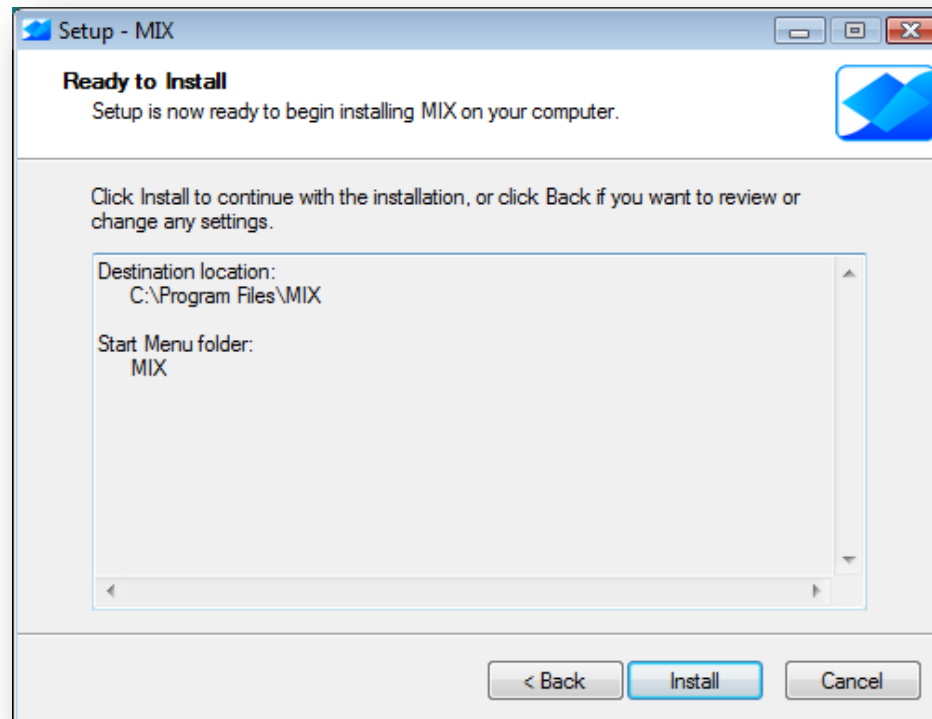 Setup - MIX
Ready to Install
Setup is now ready to begin installing MIX on your computer.
Click Install to continue with the installation, or click Back if you want to review or
change any settings.
Destination location:
C:\Program Files\MIX
Start Menu folder:
MIX
< Back
Install
Cancel